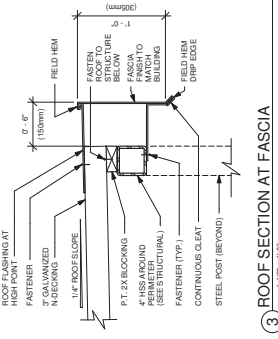 ROOF FLASHING AT
HIGH POINT
FASTENER
3" GALVANIZED
N-DECKING
1/4" ROOF SLOPE
P.T. 2X BLOCKING
4" HSS AROUND
PERIMETER
(SEE STRUCTURAL)
FASTENER (TYP.)
CONTINUOUS CLEAT
STEEL POST (BEYOND)
0' - 6"
(150mm)
FIELD HEM
FASTEN
ROOF TO
STRUCTURE
BELOW
FASCIA
FINISH TO
MATCH
BUILDING
FIELD HEM
DRIP EDGE
1' - 0"
(305mm)
3 ROOF SECTION AT FASCIA